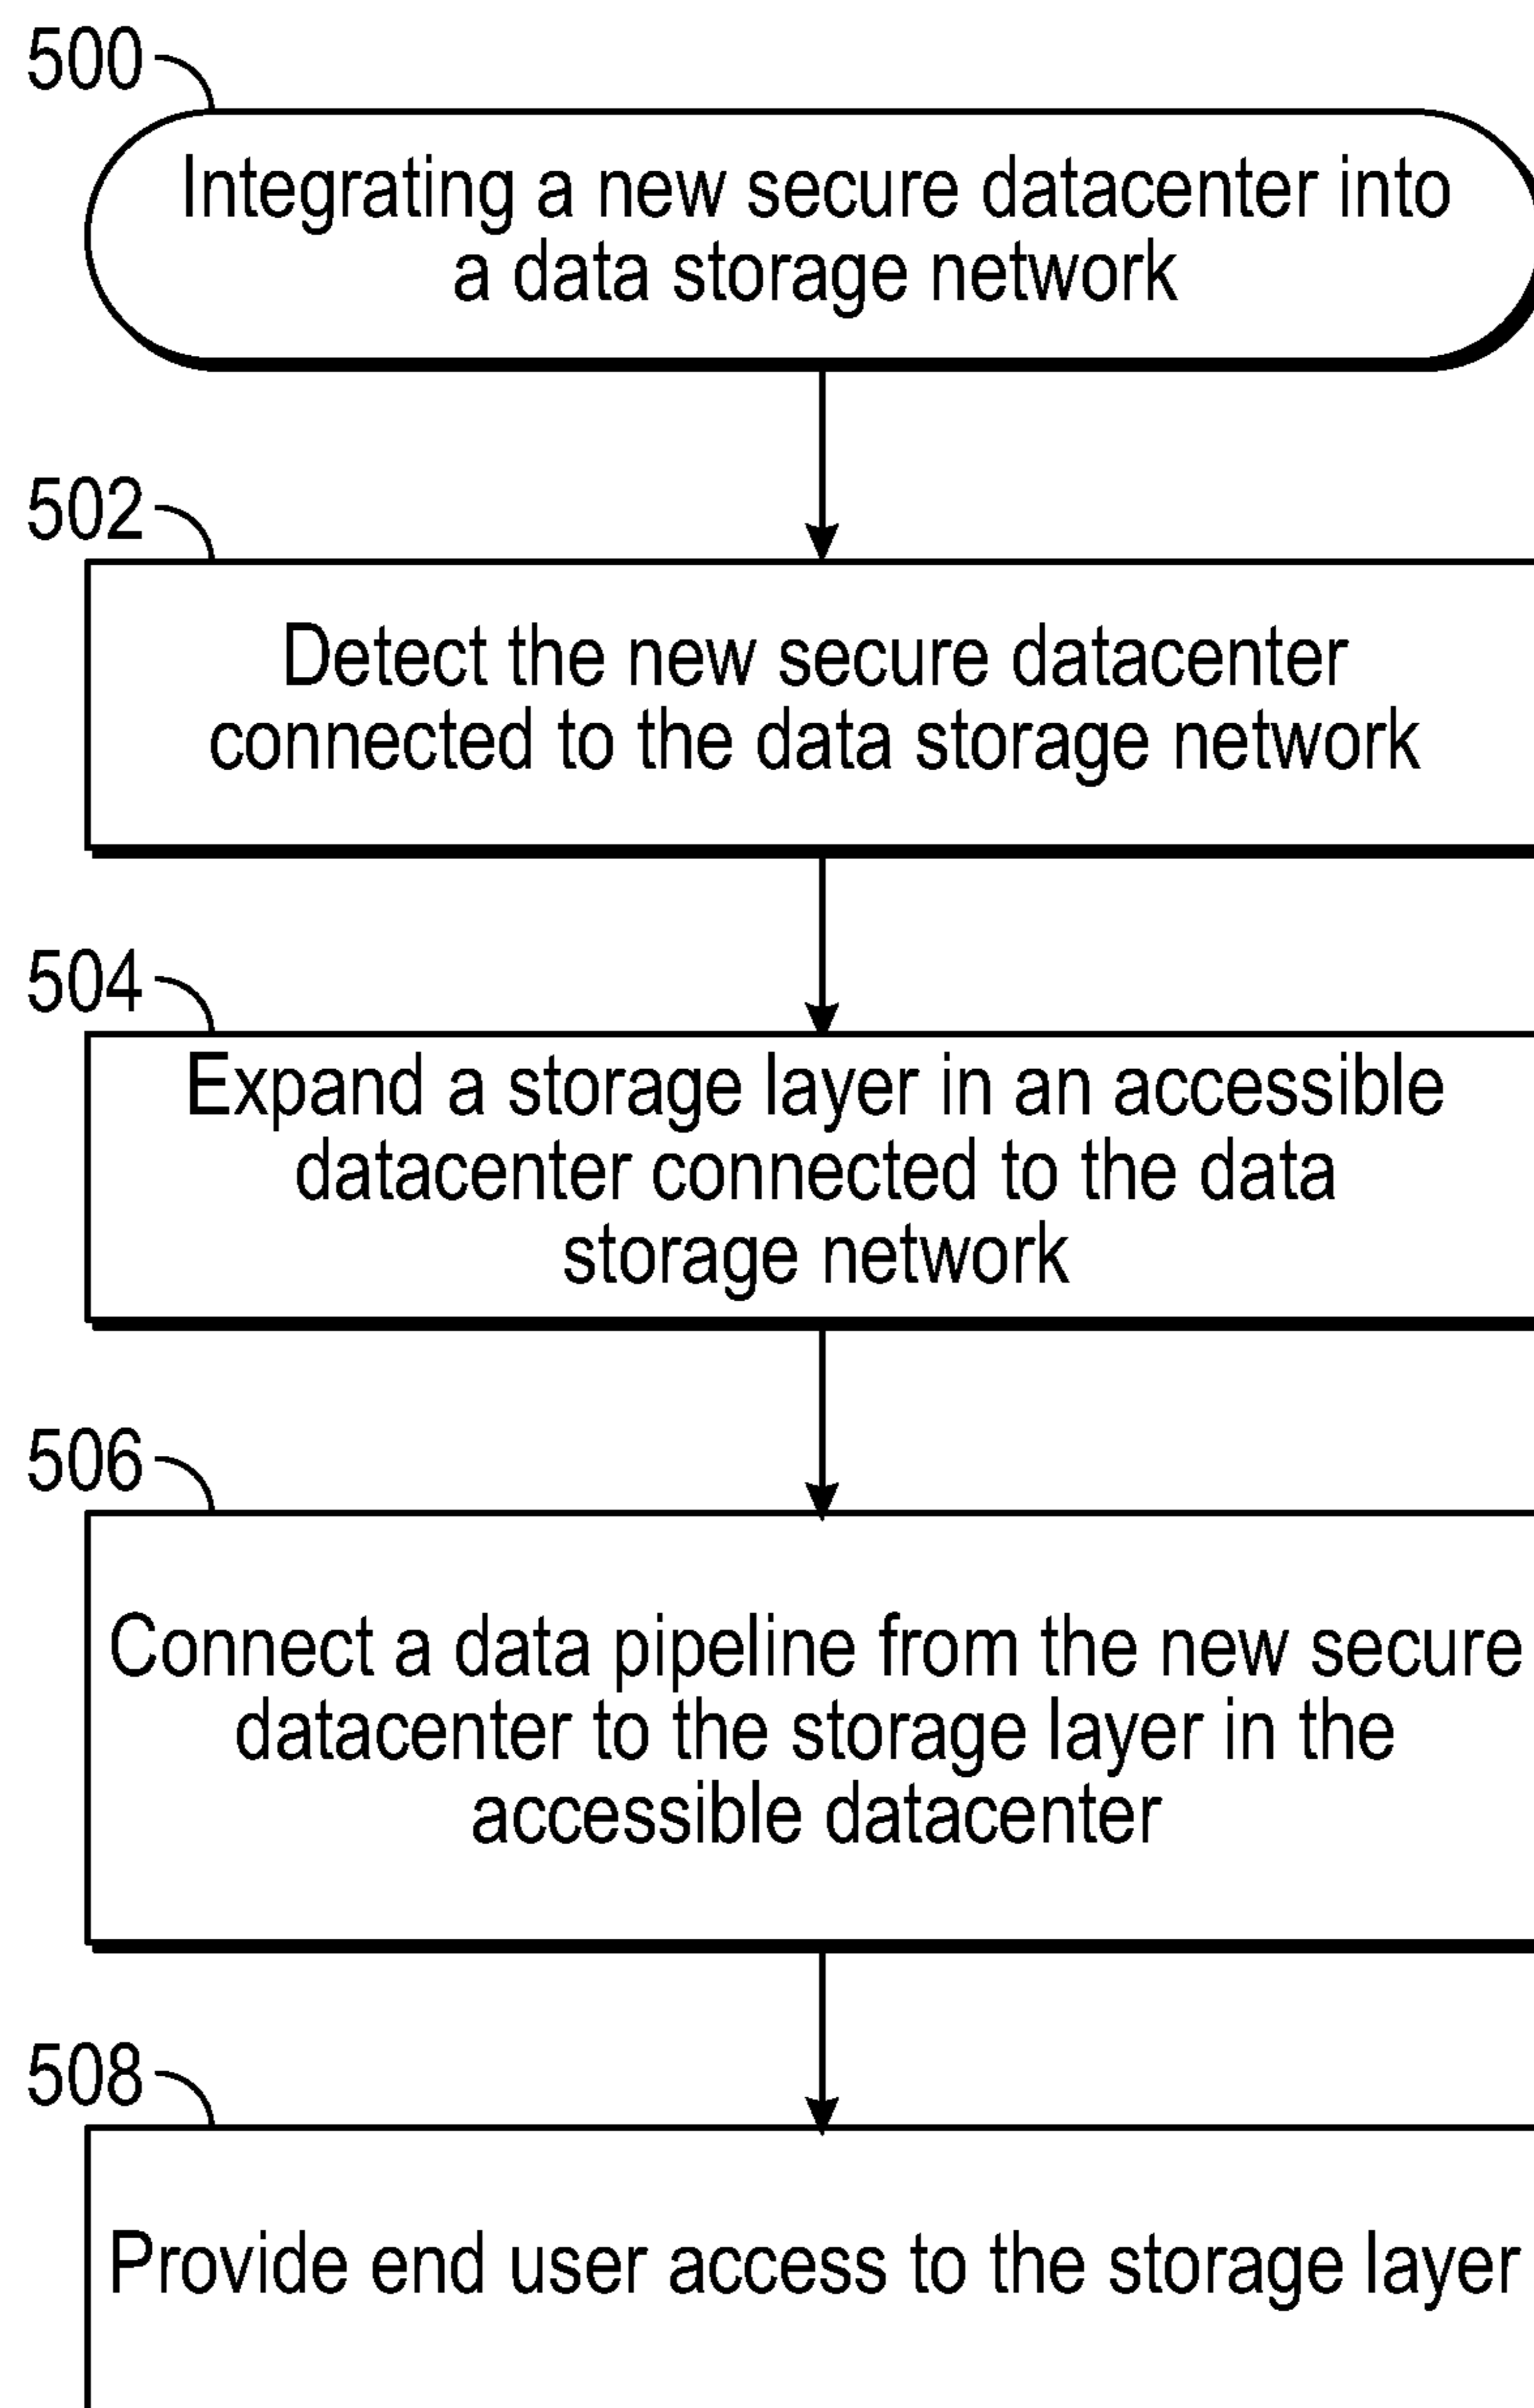 500
Integrating a new secure datacenter into
a data storage network
502
Detect the new secure datacenter
connected to the data storage network
504
Expand a storage layer in an accessible
datacenter connected to the data
storage network
506
Connect a data pipeline from the new secure
datacenter to the storage layer in the
accessible datacenter
508
Provide end user access to the storage layer